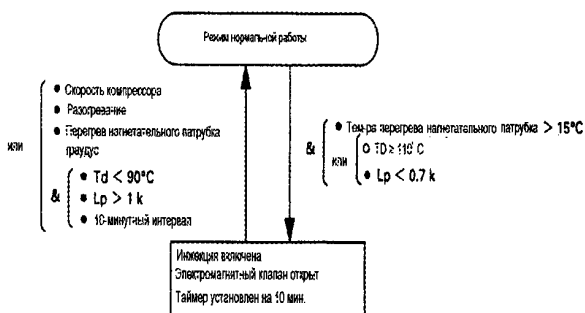 Режим нормальной работы
или
● Скорость компрессора
● Разогревание
● Перегрев нагнетательного патрубка
градус
&
● Td < 90°C
● Lp > 1 k
● 10-минутный интервал
&
● Тем-ра перегрева нагнетательного патрубка > 15°C
или
О TD ≥ 110°C
● Lp < 0.7 k
Инжекция включена
Электромагнитный клапан открыт
Таймер установлен на 10 мин.